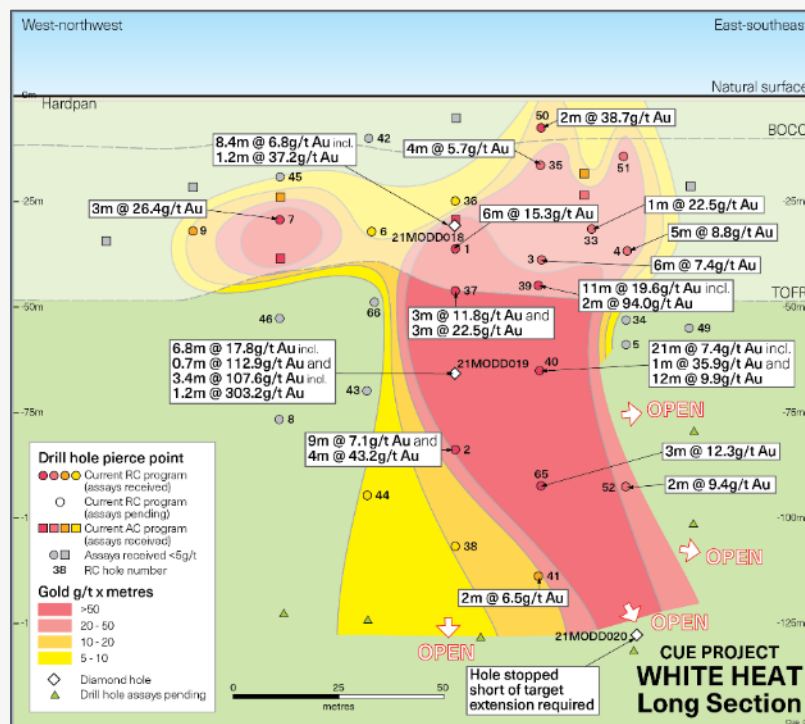 West-northwest
East-southeast
0m
Natural surface
Hardpan
BOCO
50
2m @ 38.7g/t Au
42
8.4m @ 6.8g/t Au incl.
1.2m @ 37.2g/t Au
4m @ 5.7g/t Au
35
51
45
-25m
-25m
36
3m @ 26.4g/t Au
7
6m @ 15.3g/t Au
1m @ 22.5g/t Au
9
6
21MODD018
1
33
5m @ 8.8g/t Au
4
3
6m @ 7.4g/t Au
37
39
11m @ 19.6g/t Au incl.
2m @ 94.0g/t Au
TOFR
-50m
-50m
46
66
3m @ 11.8g/t Au and
3m @ 22.5g/t Au
34
49
5
6.8m @ 17.8g/t Au incl.
0.7m @ 112.9g/t Au and
3.4m @ 107.6g/t Au incl.
1.2m @ 303.2g/t Au
21MODD019
40
21m @ 7.4g/t Au incl.
1m @ 35.9g/t Au and
12m @ 9.9g/t Au
43
-75m
-75m
OPEN
8
9m @ 7.1g/t Au and
4m @ 43.2g/t Au
2
3m @ 12.3g/t Au
65
52
2m @ 9.4g/t Au
44
-100m
38
OPEN
41
2m @ 6.5g/t Au
OPEN
-125m
21MODD020
OPEN
Hole stopped
short of target
extension required
Drill hole pierce point
Current RC program
(assays received)
Current RC program
(assays pending)
Current AC program
(assays received)
Assays received <5g/t
38 RC hole number
Gold g/t x metres
>50
20 - 50
10 - 20
5 - 10
Diamond hole
Drill hole assays pending
0 25 50
metres
CUE PROJECT
WHITE HEAT
Long Section